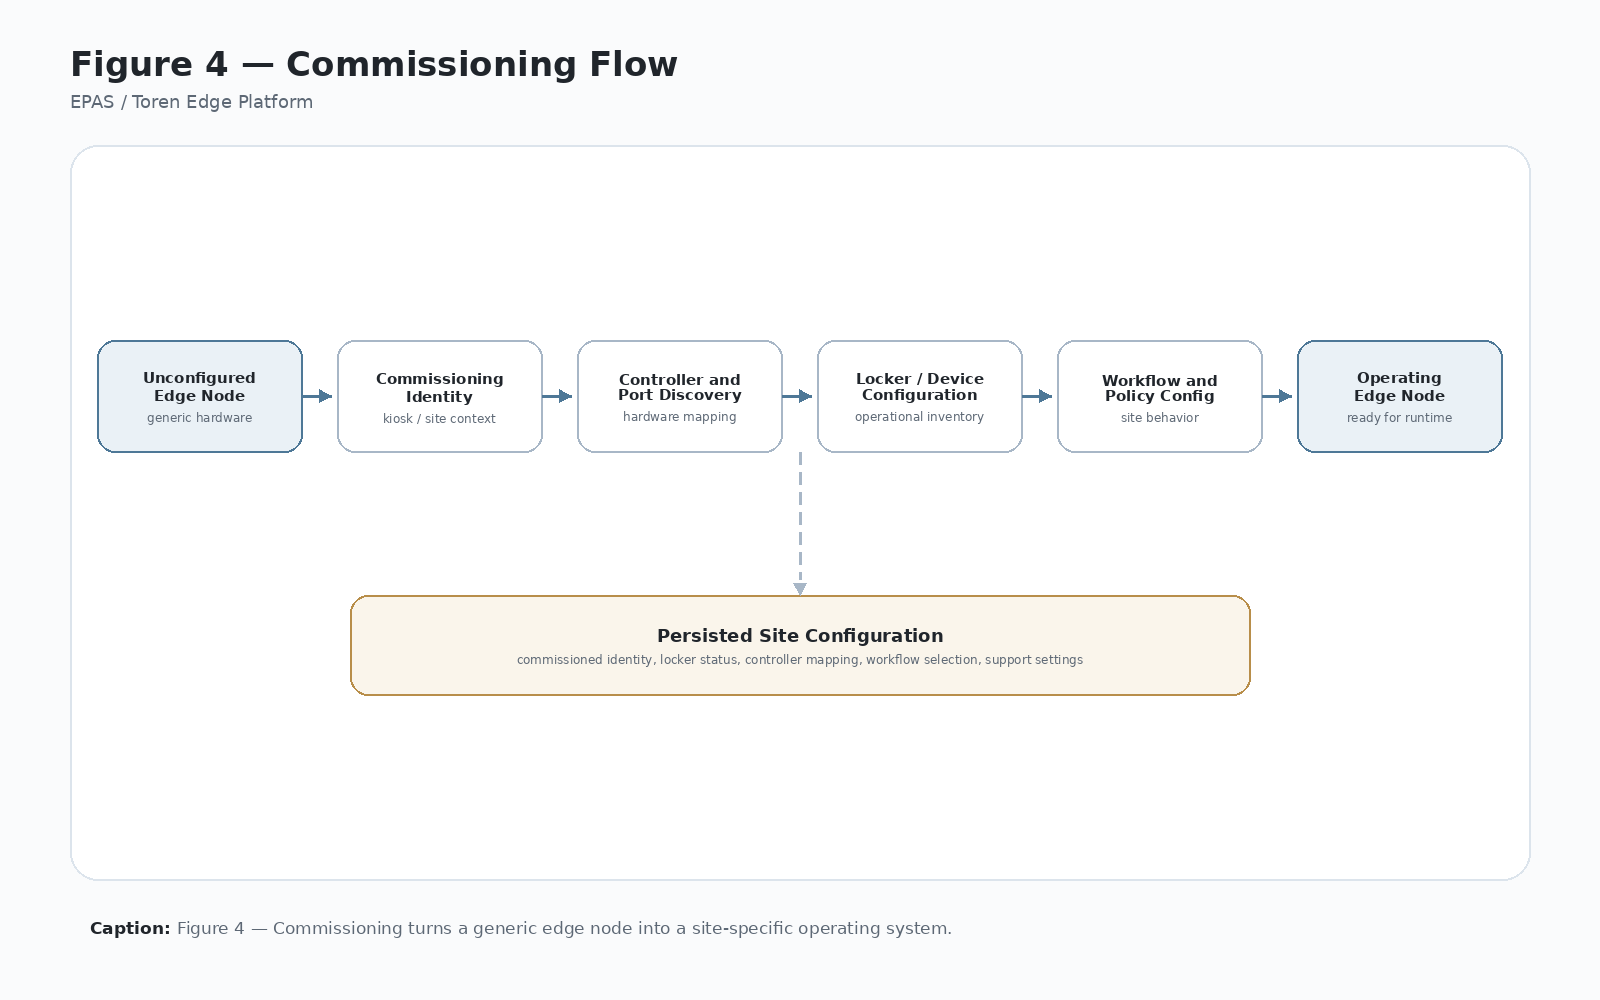 Figure 4 — Commissioning Flow
EPAS / Toren Edge Platform
Unconfigured
Edge Node
generic hardware
Commissioning
Identity
kiosk / site context
Controller and
Port Discovery
hardware mapping
Locker / Device
Configuration
operational inventory
Workflow and
Policy Config
site behavior
Operating
Edge Node
ready for runtime
Persisted Site Configuration
commissioned identity, locker status, controller mapping, workflow selection, support settings
Caption: Figure 4 — Commissioning turns a generic edge node into a site-specific operating system.